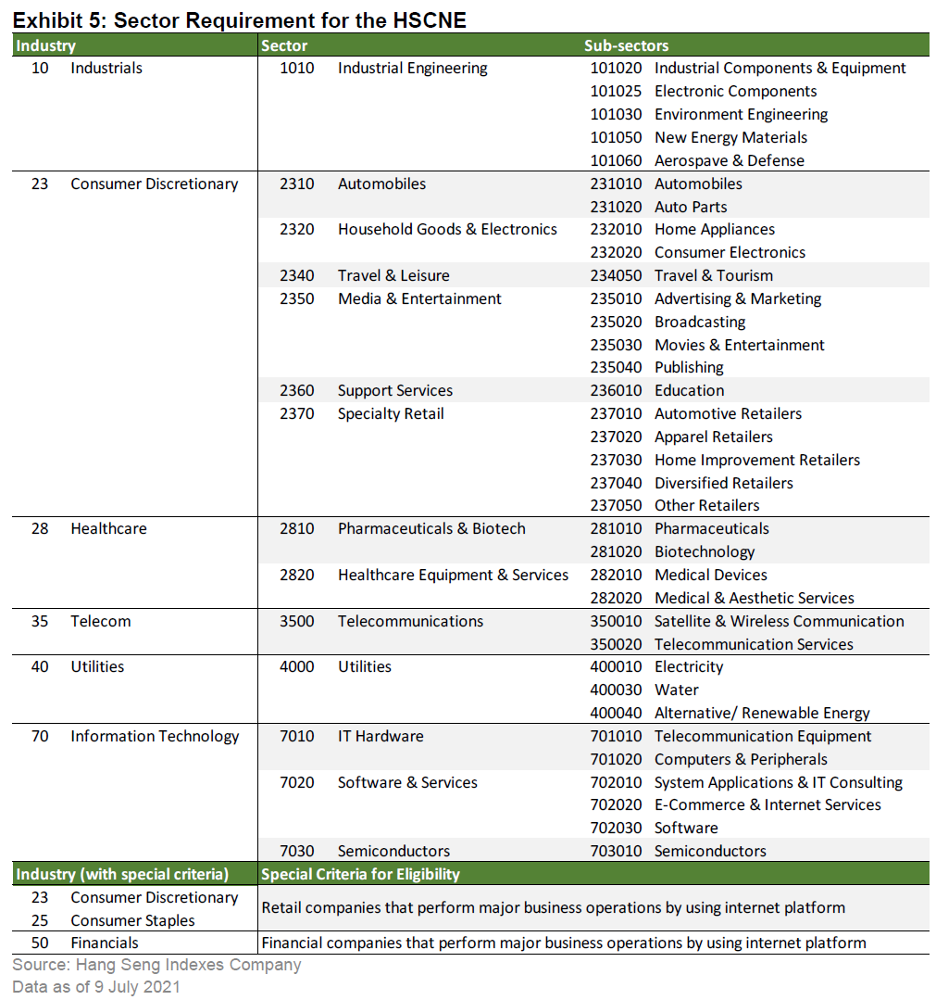 Exhibit 5: Sector Requirement for the HSCNE
Industry Sector Sub-sectors
10 Industrials 1010 Industrial Engineering 101020 Industrial Components & Equipment
101025 Electronic Components
101030 Environment Engineering
101050 New Energy Materials
101060 Aerospave & Defense
23 Consumer Discretionary 2310 Automobiles 231010 Automobiles
231020 Auto Parts
2320 Household Goods & Electronics 232010 Home Appliances
232020 Consumer Electronics
2340 Travel & Leisure 234050 Travel & Tourism
2350 Media & Entertainment 235010 Advertising & Marketing
235020 Broadcasting
235030 Movies & Entertainment
235040 Publishing
2360 Support Services 236010 Education
2370 Specialty Retail 237010 Automotive Retailers
237020 Apparel Retailers
237030 Home Improvement Retailers
237040 Diversified Retailers
237050 Other Retailers
28 Healthcare 2810 Pharmaceuticals & Biotech 281010 Pharmaceuticals
281020 Biotechnology
2820 Healthcare Equipment & Services 282010 Medical Devices
282020 Medical & Aesthetic Services
35 Telecom 3500 Telecommunications 350010 Satellite & Wireless Communication
350020 Telecommunication Services
40 Utilities 4000 Utilities 400010 Electricity
400030 Water
400040 Alternative/ Renewable Energy
70 Information Technology 7010 IT Hardware 701010 Telecommunication Equipment
701020 Computers & Peripherals
7020 Software & Services 702010 System Applications & IT Consulting
702020 E-Commerce & Internet Services
702030 Software
7030 Semiconductors 703010 Semiconductors
Industry (with special criteria) Special Criteria for Eligibility
23 Consumer Discretionary
Retail companies that perform major business operations by using internet platform
25 Consumer Staples
50 Financials Financial companies that perform major business operations by using internet platform
Source: Hang Seng Indexes Company
Data as of 9 July 2021